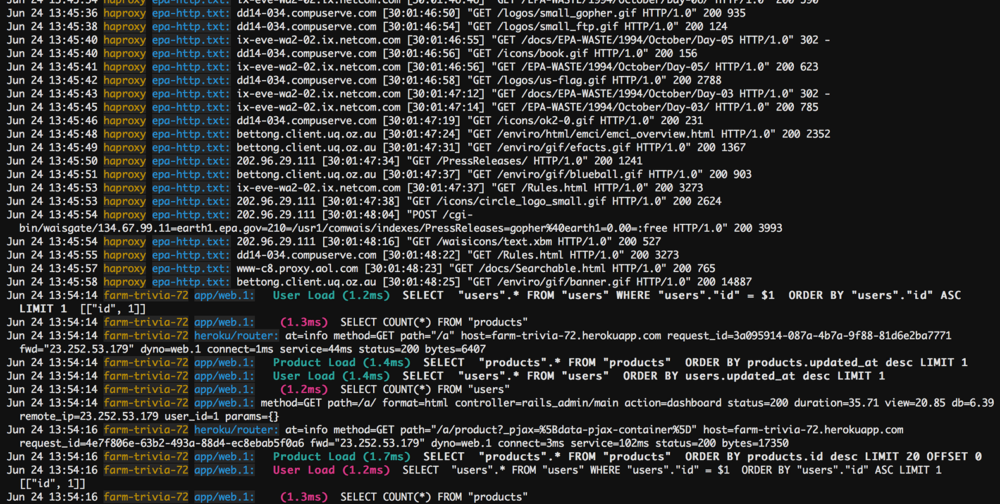 Jun 24 13:45:34 haproxy epa-http.txt: ix-eve-wa2-02.ix.netcom.com [30:01:46:46] "GET /EPA-WASTE/1994/October/Day-06/ HTTP/1.0" 200 590
Jun 24 13:45:36 haproxy epa-http.txt: dd14-034.compuserve.com [30:01:46:50] "GET /logos/small_gopher.gif HTTP/1.0" 200 935
Jun 24 13:45:38 haproxy epa-http.txt: dd14-034.compuserve.com [30:01:46:54] "GET /logos/small_ftp.gif HTTP/1.0" 200 124
Jun 24 13:45:40 haproxy epa-http.txt: ix-eve-wa2-02.ix.netcom.com [30:01:46:55] "GET /docs/EPA-WASTE/1994/October/Day-05 HTTP/1.0" 302 -
Jun 24 13:45:40 haproxy epa-http.txt: dd14-034.compuserve.com [30:01:46:56] "GET /icons/book.gif HTTP/1.0" 200 156
Jun 24 13:45:41 haproxy epa-http.txt: ix-eve-wa2-02.ix.netcom.com [30:01:46:56] "GET /EPA-WASTE/1994/October/Day-05/ HTTP/1.0" 200 623
Jun 24 13:45:42 haproxy epa-http.txt: dd14-034.compuserve.com [30:01:46:58] "GET /logos/us-flag.gif HTTP/1.0" 200 2788
Jun 24 13:45:43 haproxy epa-http.txt: ix-eve-wa2-02.ix.netcom.com [30:01:47:12] "GET /docs/EPA-WASTE/1994/October/Day-03 HTTP/1.0" 302 -
Jun 24 13:45:45 haproxy epa-http.txt: ix-eve-wa2-02.ix.netcom.com [30:01:47:14] "GET /EPA-WASTE/1994/October/Day-03/ HTTP/1.0" 200 785
Jun 24 13:45:46 haproxy epa-http.txt: dd14-034.compuserve.com [30:01:47:19] "GET /icons/ok2-0.gif HTTP/1.0" 200 231
Jun 24 13:45:48 haproxy epa-http.txt: bettong.client.uq.oz.au [30:01:47:24] "GET /enviro/html/emci/emci_overview.html HTTP/1.0" 200 2352
Jun 24 13:45:49 haproxy epa-http.txt: bettong.client.uq.oz.au [30:01:47:31] "GET /enviro/gif/efacts.gif HTTP/1.0" 200 1367
Jun 24 13:45:50 haproxy epa-http.txt: 202.96.29.111 [30:01:47:34] "GET /PressReleases/ HTTP/1.0" 200 1241
Jun 24 13:45:51 haproxy epa-http.txt: bettong.client.uq.oz.au [30:01:47:37] "GET /enviro/gif/blueball.gif HTTP/1.0" 200 903
Jun 24 13:45:53 haproxy epa-http.txt: ix-eve-wa2-02.ix.netcom.com [30:01:47:37] "GET /Rules.html HTTP/1.0" 200 3273
Jun 24 13:45:53 haproxy epa-http.txt: 202.96.29.111 [30:01:47:38] "GET /icons/circle_logo_small.gif HTTP/1.0" 200 2624
Jun 24 13:45:54 haproxy epa-http.txt: 202.96.29.111 [30:01:48:04] "POST /cgi-
bin/waisgate/134.67.99.11=earth1.epa.gov=210=/usr1/comwais/indexes/PressReleases=gopher%40earth1=0.00=:free HTTP/1.0" 200 3993
Jun 24 13:45:54 haproxy epa-http.txt: 202.96.29.111 [30:01:48:16] "GET /waisicons/text.xbm HTTP/1.0" 200 527
Jun 24 13:45:55 haproxy epa-http.txt: dd14-034.compuserve.com [30:01:48:22] "GET /Rules.html HTTP/1.0" 200 3273
Jun 24 13:45:57 haproxy epa-http.txt: www-c8.proxy.aol.com [30:01:48:23] "GET /docs/Searchable.html HTTP/1.0" 200 765
Jun 24 13:45:58 haproxy epa-http.txt: bettong.client.uq.oz.au [30:01:48:25] "GET /enviro/gif/banner.gif HTTP/1.0" 200 14887
Jun 24 13:54:14 farm-trivia-72 app/web.1: User Load (1.2ms) SELECT "users".* FROM "users" WHERE "users"."id" = $1 ORDER BY "users"."id" ASC
LIMIT 1 [["id", 1]]
Jun 24 13:54:14 farm-trivia-72 app/web.1: (1.3ms) SELECT COUNT(*) FROM "products"
Jun 24 13:54:14 farm-trivia-72 heroku/router: at=info method=GET path="/a" host=farm-trivia-72.herokuapp.com request_id=3a095914-087a-4b7a-9f88-81d6e2ba7771
fwd="23.252.53.179" dyno=web.1 connect=1ms service=44ms status=200 bytes=6407
Jun 24 13:54:14 farm-trivia-72 app/web.1: Product Load (1.4ms) SELECT "products".* FROM "products" ORDER BY products.updated_at desc LIMIT 1
Jun 24 13:54:14 farm-trivia-72 app/web.1: User Load (1.4ms) SELECT "users".* FROM "users" ORDER BY users.updated_at desc LIMIT 1
Jun 24 13:54:14 farm-trivia-72 app/web.1: (1.2ms) SELECT COUNT(*) FROM "users"
Jun 24 13:54:14 farm-trivia-72 app/web.1: method=GET path=/a/ format=html controller=rails_admin/main action=dashboard status=200 duration=35.71 view=20.85 db=6.39
remote_ip=23.252.53.179 user_id=1 params={}
Jun 24 13:54:16 farm-trivia-72 heroku/router: at=info method=GET path="/a/product?_pjax=%5Bdata-pjax-container%5D" host=farm-trivia-72.herokuapp.com
request_id=4e7f806e-63b2-493a-88d4-ec8ebab5f0a6 fwd="23.252.53.179" dyno=web.1 connect=3ms service=102ms status=200 bytes=17350
Jun 24 13:54:16 farm-trivia-72 app/web.1: Product Load (1.7ms) SELECT "products".* FROM "products" ORDER BY products.id desc LIMIT 20 OFFSET 0
Jun 24 13:54:16 farm-trivia-72 app/web.1: User Load (1.2ms) SELECT "users".* FROM "users" WHERE "users"."id" = $1 ORDER BY "users"."id" ASC LIMIT 1
[["id", 1]]
Jun 24 13:54:16 farm-trivia-72 app/web.1: (1.3ms) SELECT COUNT(*) FROM "products"